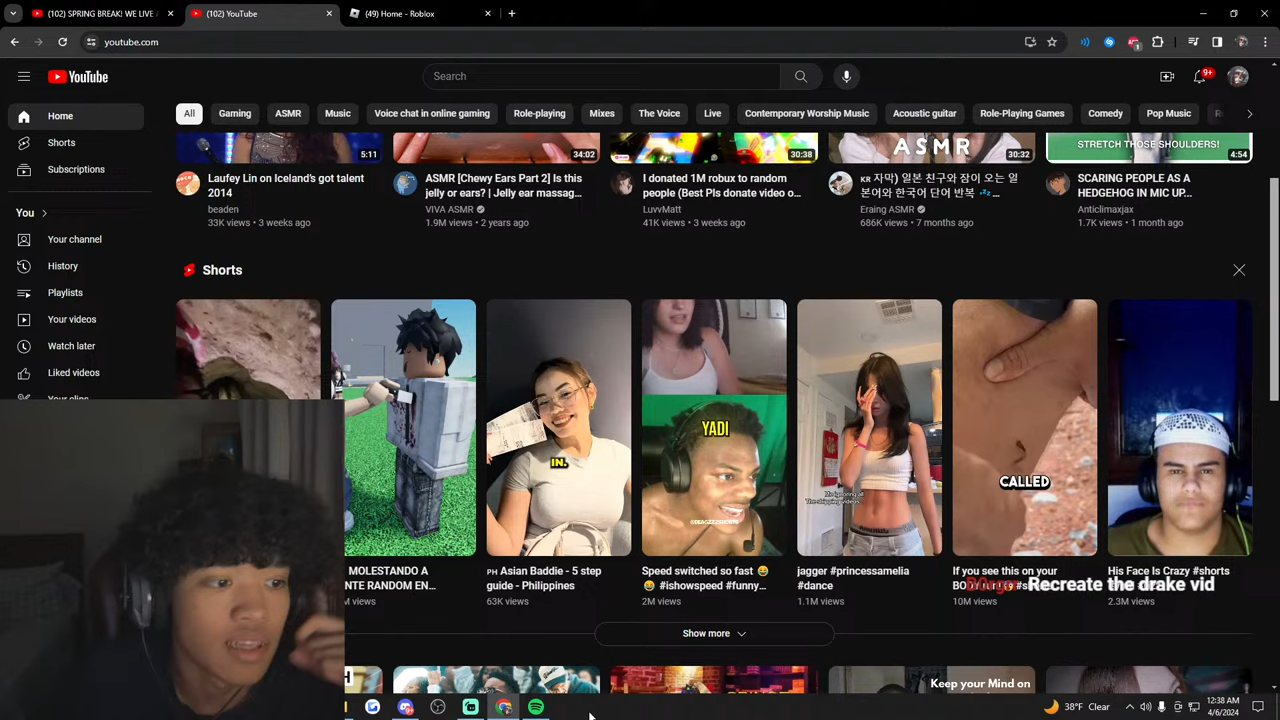 (102) SPRING BREAK! WE LIVE A
(102) YouTube
(49) Home - Roblox
youtube.com
YouTube
Search
9+
Home
Shorts
Subscriptions
You
Your channel
History
Playlists
Your videos
Watch later
Liked videos
All
Gaming
ASMR
Music
Voice chat in online gaming
Role-playing
Mixes
The Voice
Live
Contemporary Worship Music
Acoustic guitar
Role-Playing Games
Comedy
Pop Music
5:11
34:02
30:38
ASMR
30:32
STRETCH THOSE SHOULDERS!
4:54
Laufey Lin on Iceland's got talent
2014
beaden
33K views • 3 weeks ago
ASMR [Chewy Ears Part 2] Is this
jelly or ears? | Jelly ear massag...
VIVA ASMR
1.9M views • 2 years ago
I donated 1M robux to random
people (Best Pls donate video o...
LuvvMatt
41K views • 3 weeks ago
KR 자막) 일본 친구와 잠이 오는 일
본어와 한국어 단어 반복 💤...
Eraing ASMR
686K views • 7 months ago
SCARING PEOPLE AS A
HEDGEHOG IN MIC UP...
Anticlimaxjax
1.7K views • 1 month ago
Shorts
IN.
YADI
CALLED
MOLESTANDO A
NTE RANDOM EN...
M views
PH Asian Baddie - 5 step
guide - Philippines
63K views
Speed switched so fast 😂
😂 #ishowspeed #funny...
2M views
jagger #princessamelia
#dance
1.1M views
If you see this on your
10M views
His Face Is Crazy #shorts
2.3M views
Recreate the drake vid
Show more
Keep your Mind on
38°F Clear
12:38 AM
4/6/2024